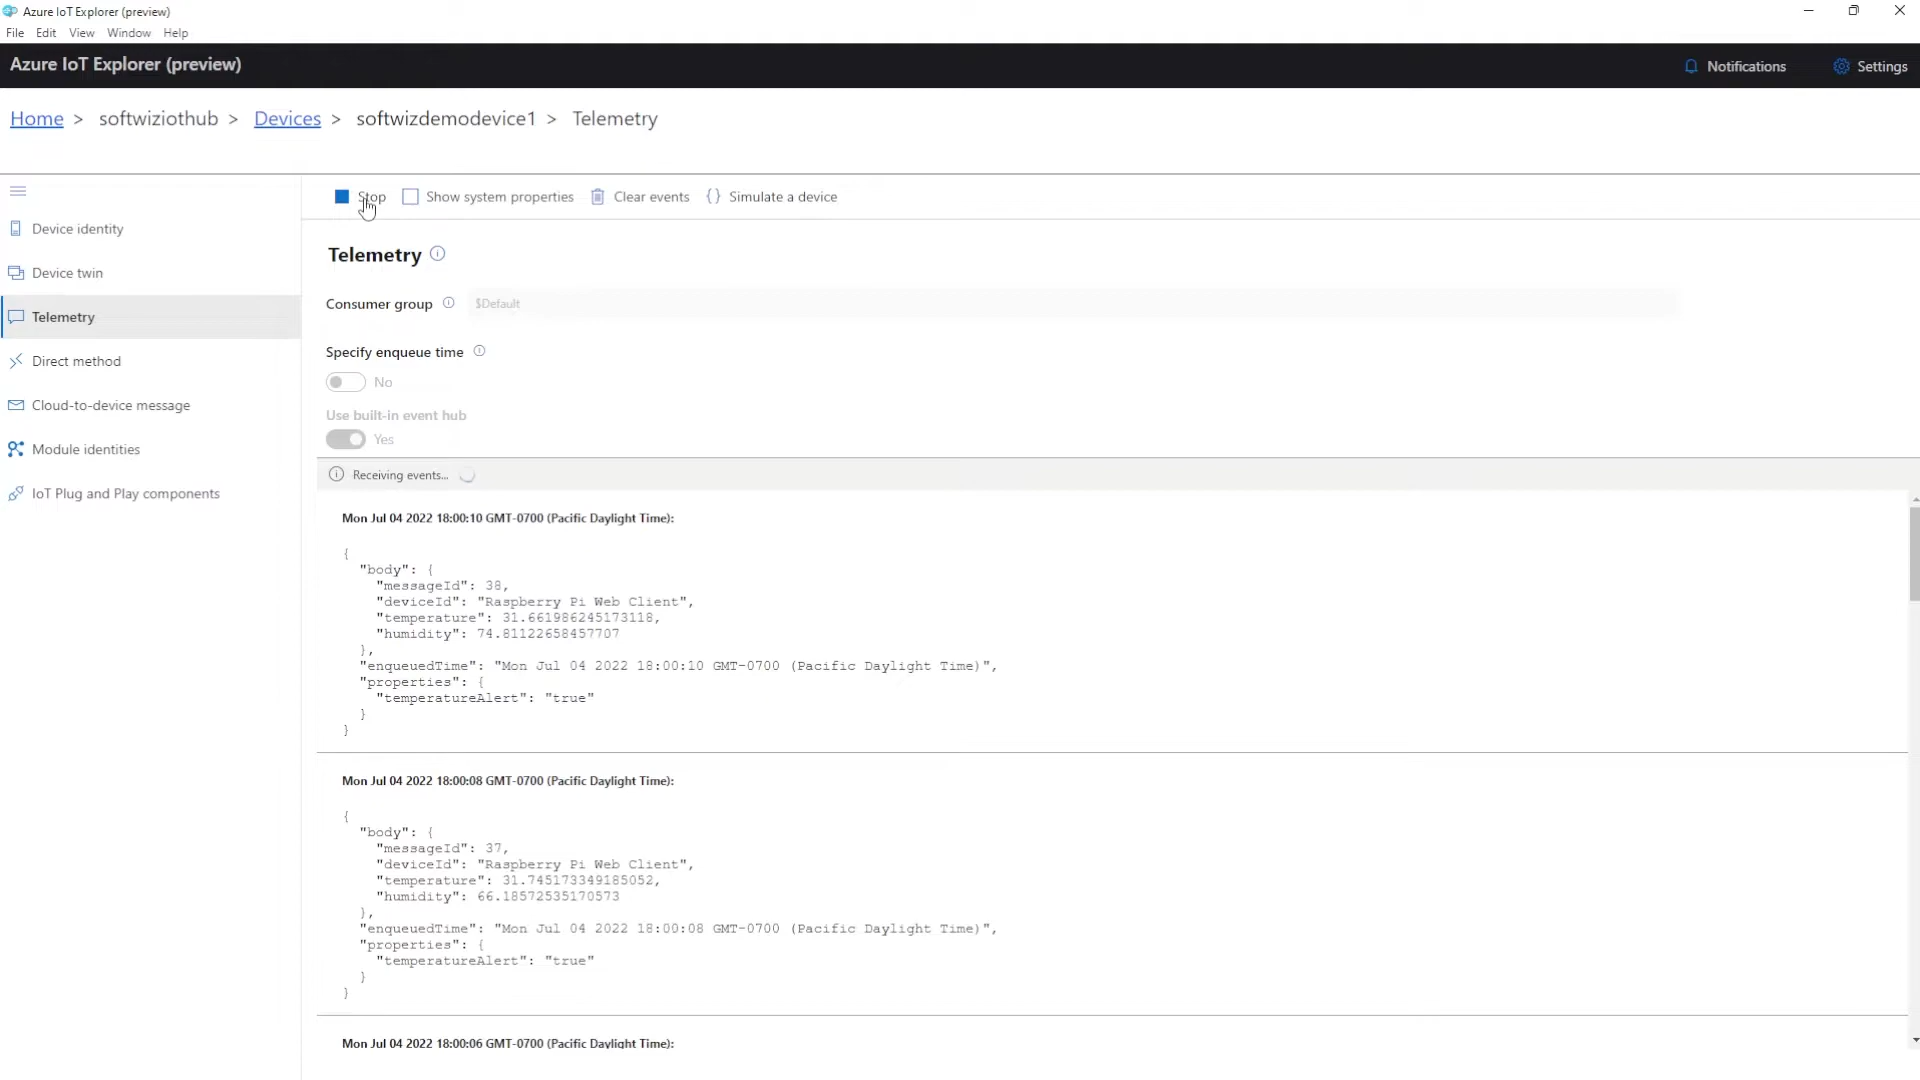 Azure IoT Explorer (preview)
File Edit View Window Help
Azure IoT Explorer (preview)
Notifications Settings
Home > softwiziothub > Devices > softwizdemodevice1 > Telemetry
Stop Show system properties Clear events {} Simulate a device
Device identity
Device twin
Telemetry
Direct method
Cloud-to-device message
Module identities
IoT Plug and Play components
Telemetry
Consumer group $Default
Specify enqueue time
No
Use built-in event hub
Yes
Receiving events...
Mon Jul 04 2022 18:00:10 GMT-0700 (Pacific Daylight Time):
{
"body": {
"messageId": 38,
"deviceId": "Raspberry Pi Web Client",
"temperature": 31.661986245173118,
"humidity": 74.81122658457707
},
"enqueuedTime": "Mon Jul 04 2022 18:00:10 GMT-0700 (Pacific Daylight Time)",
"properties": {
"temperatureAlert": "true"
}
}
Mon Jul 04 2022 18:00:08 GMT-0700 (Pacific Daylight Time):
{
"body": {
"messageId": 37,
"deviceId": "Raspberry Pi Web Client",
"temperature": 31.745173349185052,
"humidity": 66.18572535170573
},
"enqueuedTime": "Mon Jul 04 2022 18:00:08 GMT-0700 (Pacific Daylight Time)",
"properties": {
"temperatureAlert": "true"
}
}
Mon Jul 04 2022 18:00:06 GMT-0700 (Pacific Daylight Time):